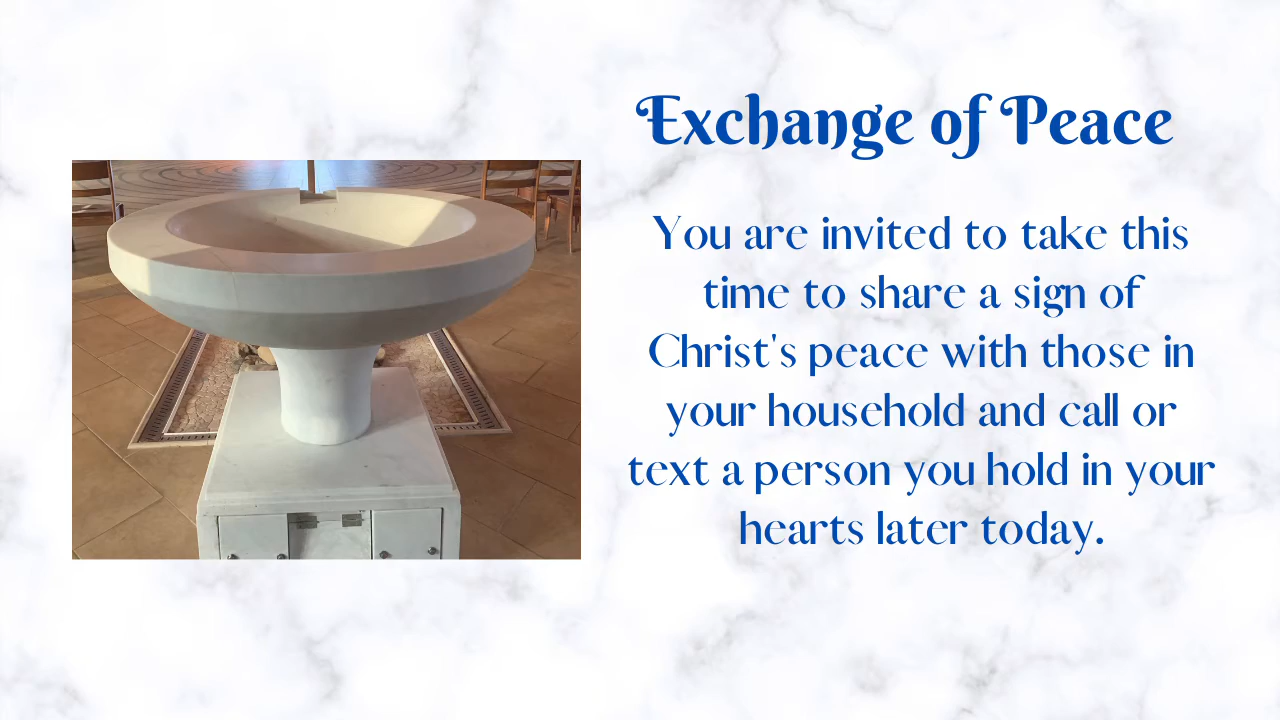 Exchange of Peace
You are invited to take this
time to share a sign of
Christ's peace with those in
your household and call or
text a person you hold in your
hearts later today.